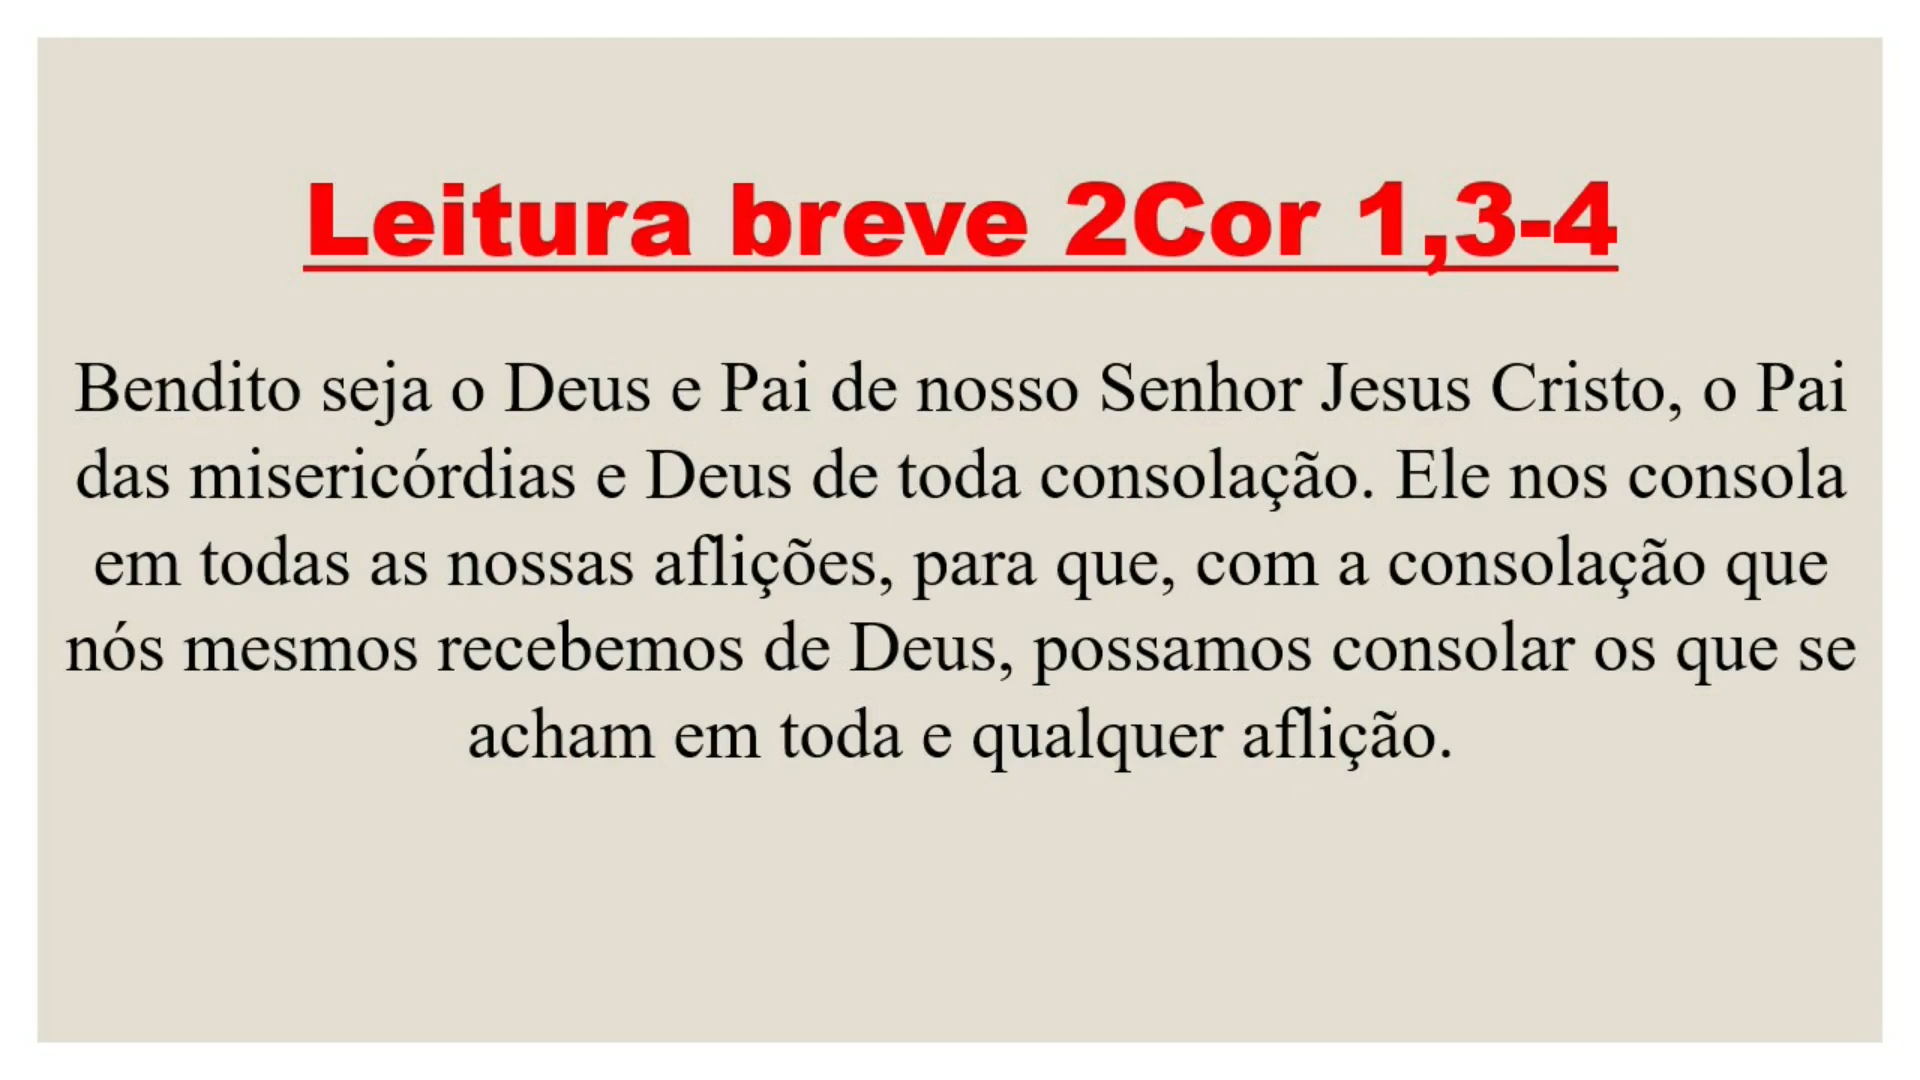 Leitura breve 2Cor 1,3-4
Bendito seja o Deus e Pai de nosso Senhor Jesus Cristo, o Pai
das misericórdias e Deus de toda consolação. Ele nos consola
em todas as nossas aflições, para que, com a consolação que
nós mesmos recebemos de Deus, possamos consolar os que se
acham em toda e qualquer aflição.